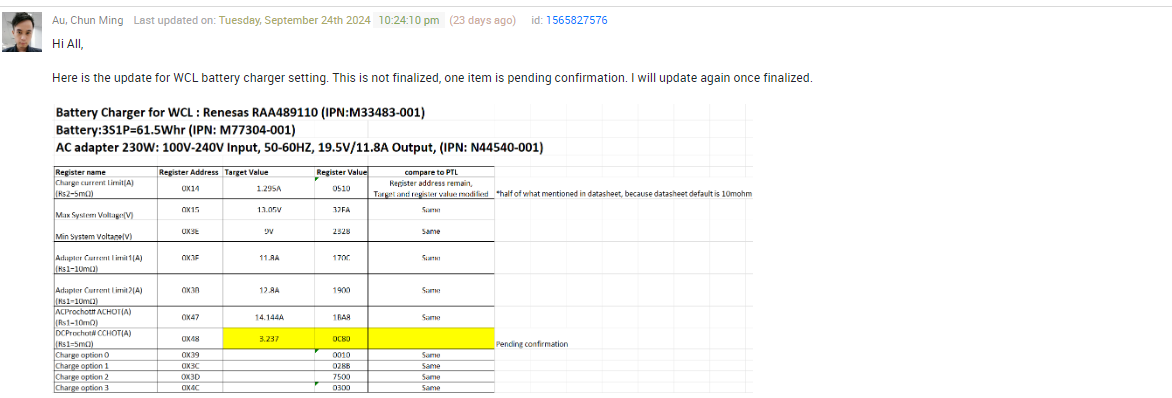 Au, Chun Ming Last updated on: Tuesday, September 24th 2024 10:24:10 pm (23 days ago) id: 1565827576
Hi All,
Here is the update for WCL battery charger setting. This is not finalized, one item is pending confirmation. I will update again once finalized.
Battery Charger for WCL : Renesas RAA489110 (IPN:M33483-001)
Battery:3S1P=61.5Whr (IPN: M77304-001)
AC adapter 230W: 100V-240V Input, 50-60HZ, 19.5V/11.8A Output, (IPN: N44540-001)
Register name Register Address Target Value Register Value compare to PTL
Charge current limit(A) (Rs2=5mΩ) 0X14 1.295A 0510 Register address remain, Target and register value modified *half of what mentioned in datasheet, because datasheet default is 10mohm
Max System Voltage(V) 0X15 13.05V 32FA Same
Min System Voltage(V) 0X3E 9V 2328 Same
Adapter Current Limit1(A) (Rs1=10mΩ) 0X3F 11.8A 170C Same
Adapter Current Limit2(A) (Rs1=10mΩ) 0X3B 12.8A 1900 Same
ACProchot# ACHOT(A) (Rs1=10mΩ) 0X47 14.144A 1BA8 Same
DCProchot# CCHOT(A) (Rs1=5mΩ) 0X48 3.237 0C80 Pending confirmation
Charge option 0 0X39 0010 Same
Charge option 1 0X3C 0288 Same
Charge option 2 0X3D 7500 Same
Charge option 3 0X4C 0300 Same